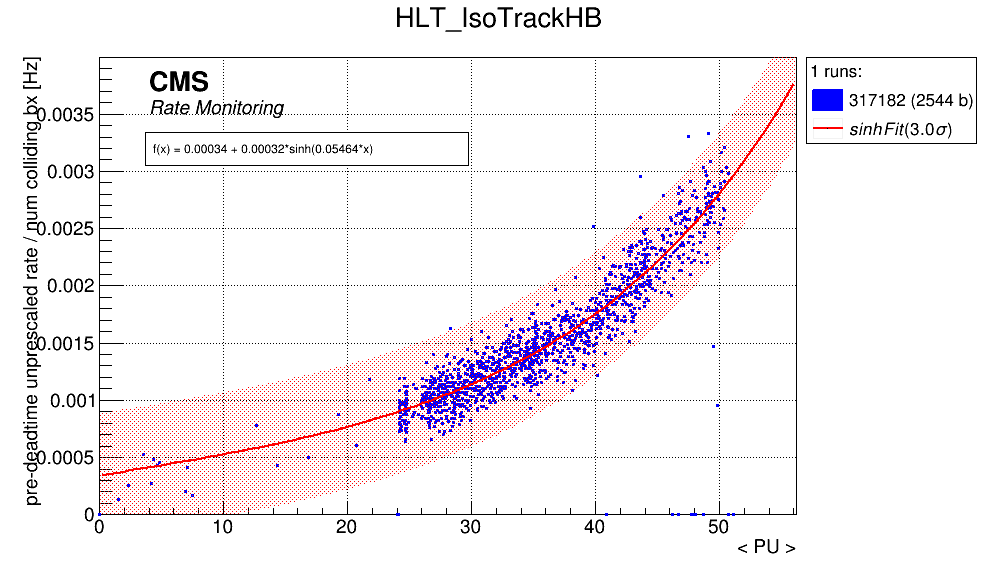 HLT_IsoTrackHB
CMS
Rate Monitoring
f(x) = 0.00034 + 0.00032*sinh(0.05464*x)
1 runs:
317182 (2544 b)
sinhFit(3.0σ)
pre-deadtime unprescaled rate / num colliding bx [Hz]
0.0035
0.003
0.0025
0.002
0.0015
0.001
0.0005
0
0 10 20 30 40 50
< PU >